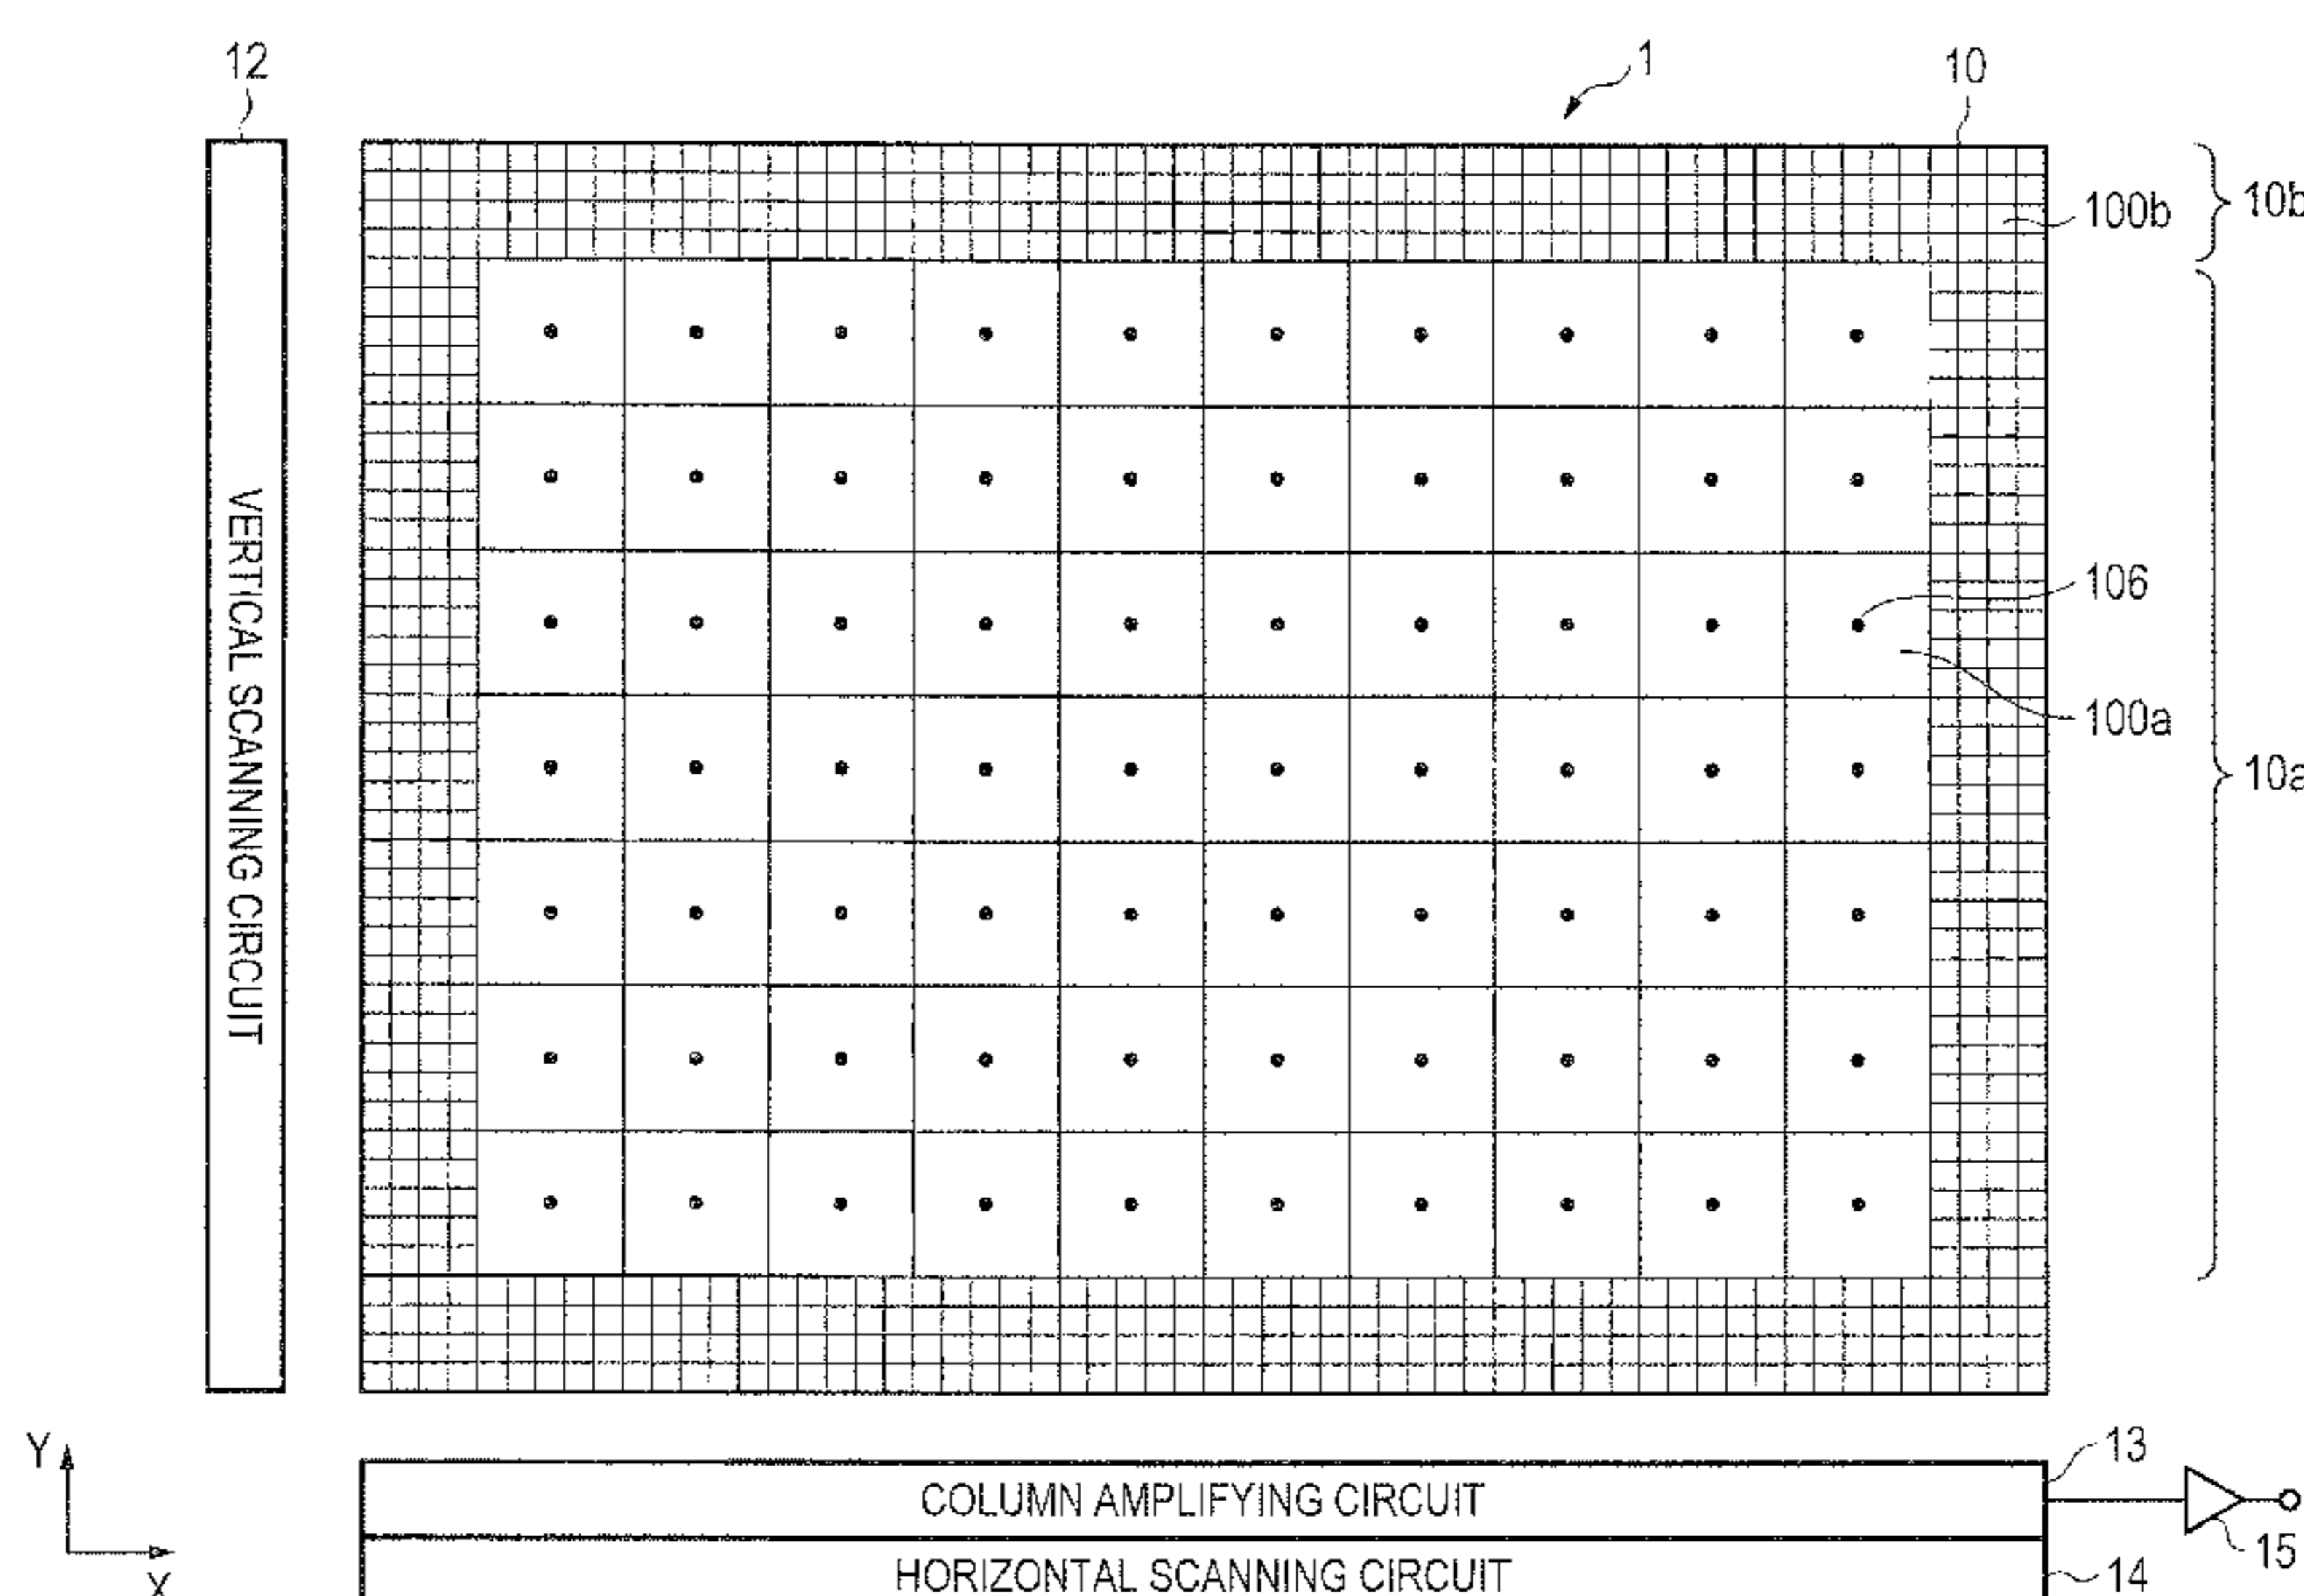 12
1
10
100b
10b
VERTICAL SCANNING CIRCUIT
106
100a
10a
Y
X
13
COLUMN AMPLIFYING CIRCUIT
15
HORIZONTAL SCANNING CIRCUIT
14